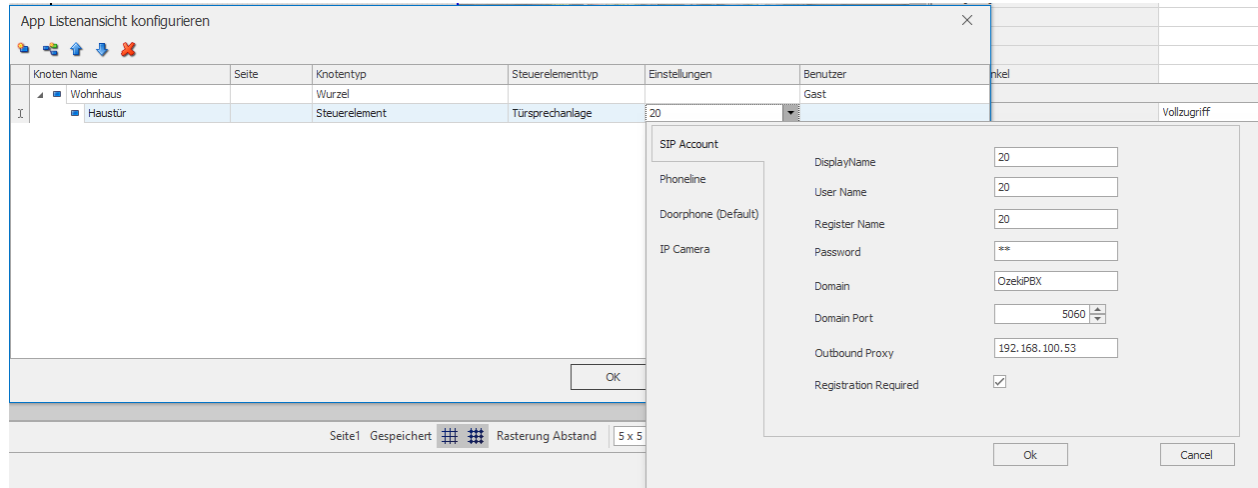 App Listenansicht konfigurieren
Knoten Name Seite Knotentyp Steuerelementtyp Einstellungen Benutzer nkel
Wohnhaus Wurzel Gast
Haustür Steuerelement Türsprechanlage 20 Vollzugriff
SIP Account
Phoneline
Doorphone (Default)
IP Camera
DisplayName 20
User Name 20
Register Name 20
Password **
Domain OzekiPBX
Domain Port 5060
Outbound Proxy 192.168.100.53
Registration Required
OK
Seite1 Gespeichert Rasterung Abstand 5 x 5
Ok Cancel